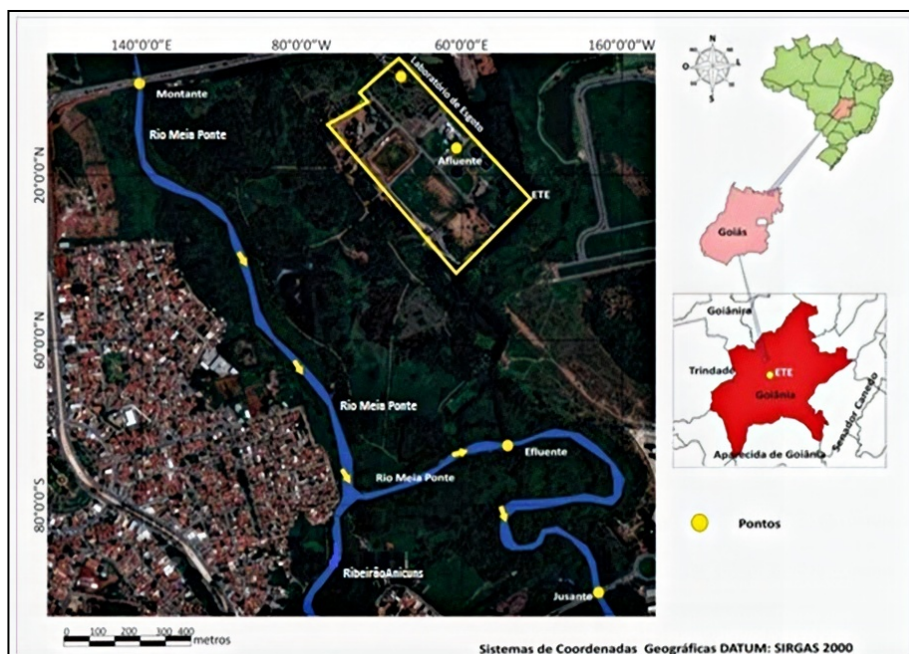 140°0'0"E
80°0'0"W
60°0'0"E
160°0'0"W
N
O
L
S
Montante
Rio Meia Ponte
Laboratório de Esgoto
Afluente
ETE
20°0'0"N
Goiás
60°0'0"N
Goiânira
Trindade
ETE
Goiânia
Senador Canedo
Aparecida de Goiânia
Rio Meia Ponte
Efluente
Rio Meia Ponte
80°0'0"S
Pontos
RibeirãoAnicuns
Jusante
0 100 200 300 400
metros
Sistemas de Coordenadas Geográficas DATUM: SIRGAS 2000